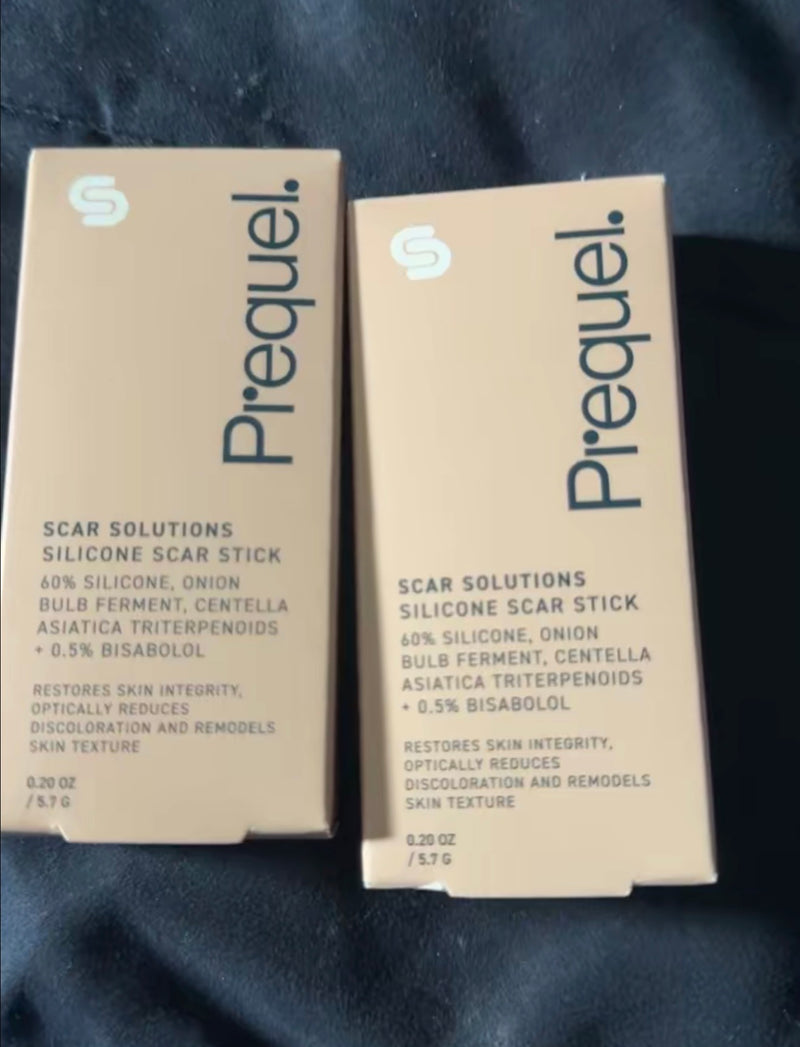 Prequel.
SCAR SOLUTIONS
SILICONE SCAR STICK
60% SILICONE, ONION
BULB FERMENT, CENTELLA
ASIATICA TRITERPENOIDS
+ 0.5% BISABOLOL
RESTORES SKIN INTEGRITY,
OPTICALLY REDUCES
DISCOLORATION AND REMODELS
SKIN TEXTURE
0.20 OZ
/ 5.7 G
Prequel.
SCAR SOLUTIONS
SILICONE SCAR STICK
60% SILICONE, ONION
BULB FERMENT, CENTELLA
ASIATICA TRITERPENOIDS
+ 0.5% BISABOLOL
RESTORES SKIN INTEGRITY,
OPTICALLY REDUCES
DISCOLORATION AND REMODELS
SKIN TEXTURE
0.20 OZ
/ 5.7 G